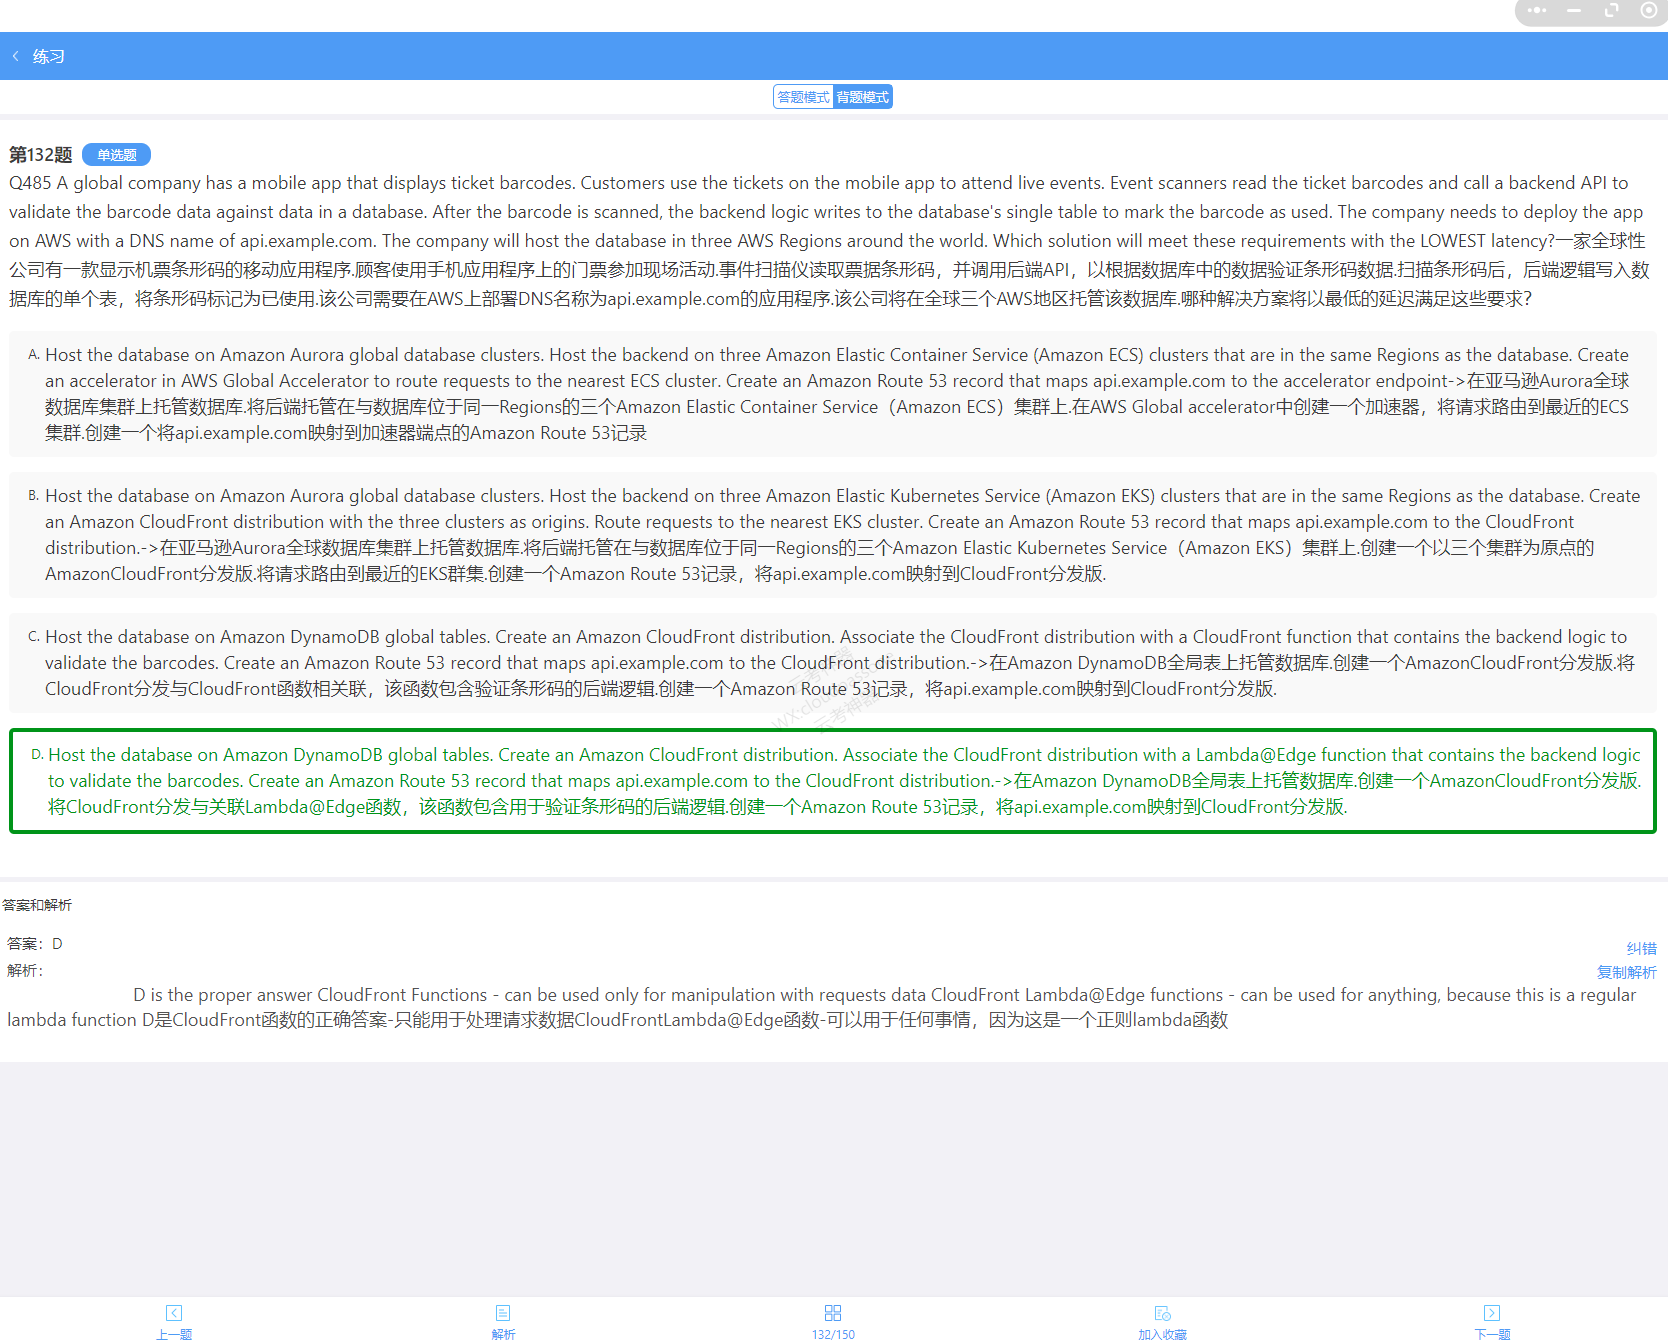 练习
答题模式 背题模式
第132题 单选题
Q485 A global company has a mobile app that displays ticket barcodes. Customers use the tickets on the mobile app to attend live events. Event scanners read the ticket barcodes and call a backend API to
validate the barcode data against data in a database. After the barcode is scanned, the backend logic writes to the database's single table to mark the barcode as used. The company needs to deploy the app
on AWS with a DNS name of api.example.com. The company will host the database in three AWS Regions around the world. Which solution will meet these requirements with the LOWEST latency?一家全球性
公司有一款显示机票条形码的移动应用程序.顾客使用手机应用程序上的门票参加现场活动.事件扫描仪读取票据条形码，并调用后端API，以根据数据库中的数据验证条形码数据.扫描条形码后，后端逻辑写入数
据库的单个表，将条形码标记为已使用.该公司需要在AWS上部署DNS名称为api.example.com的应用程序.该公司将在全球三个AWS地区托管该数据库.哪种解决方案将以最低的延迟满足这些要求?
A. Host the database on Amazon Aurora global database clusters. Host the backend on three Amazon Elastic Container Service (Amazon ECS) clusters that are in the same Regions as the database. Create
an accelerator in AWS Global Accelerator to route requests to the nearest ECS cluster. Create an Amazon Route 53 record that maps api.example.com to the accelerator endpoint->在亚马逊Aurora全球
数据库集群上托管数据库.将后端托管在与数据库位于同一Regions的三个Amazon Elastic Container Service（Amazon ECS）集群上.在AWS Global accelerator中创建一个加速器，将请求路由到最近的ECS
集群.创建一个将api.example.com映射到加速器端点的Amazon Route 53记录
B. Host the database on Amazon Aurora global database clusters. Host the backend on three Amazon Elastic Kubernetes Service (Amazon EKS) clusters that are in the same Regions as the database. Create
an Amazon CloudFront distribution with the three clusters as origins. Route requests to the nearest EKS cluster. Create an Amazon Route 53 record that maps api.example.com to the CloudFront
distribution.->在亚马逊Aurora全球数据库集群上托管数据库.将后端托管在与数据库位于同一Regions的三个Amazon Elastic Kubernetes Service（Amazon EKS）集群上.创建一个以三个集群为原点的
AmazonCloudFront分发版.将请求路由到最近的EKS群集.创建一个Amazon Route 53记录，将api.example.com映射到CloudFront分发版.
C. Host the database on Amazon DynamoDB global tables. Create an Amazon CloudFront distribution. Associate the CloudFront distribution with a CloudFront function that contains the backend logic to
validate the barcodes. Create an Amazon Route 53 record that maps api.example.com to the CloudFront distribution.->在Amazon DynamoDB全局表上托管数据库.创建一个AmazonCloudFront分发版.将
CloudFront分发与CloudFront函数相关联，该函数包含验证条形码的后端逻辑.创建一个Amazon Route 53记录，将api.example.com映射到CloudFront分发版.
D. Host the database on Amazon DynamoDB global tables. Create an Amazon CloudFront distribution. Associate the CloudFront distribution with a Lambda@Edge function that contains the backend logic
to validate the barcodes. Create an Amazon Route 53 record that maps api.example.com to the CloudFront distribution.->在Amazon DynamoDB全局表上托管数据库.创建一个AmazonCloudFront分发版.
将CloudFront分发与关联Lambda@Edge函数，该函数包含用于验证条形码的后端逻辑.创建一个Amazon Route 53记录，将api.example.com映射到CloudFront分发版.
答案和解析
答案：D
纠错
解析：
复制解析
D is the proper answer CloudFront Functions - can be used only for manipulation with requests data CloudFront Lambda@Edge functions - can be used for anything, because this is a regular
lambda function D是CloudFront函数的正确答案-只能用于处理请求数据CloudFrontLambda@Edge函数-可以用于任何事情，因为这是一个正则lambda函数
上一题 解析 132/150 加入收藏 下一题